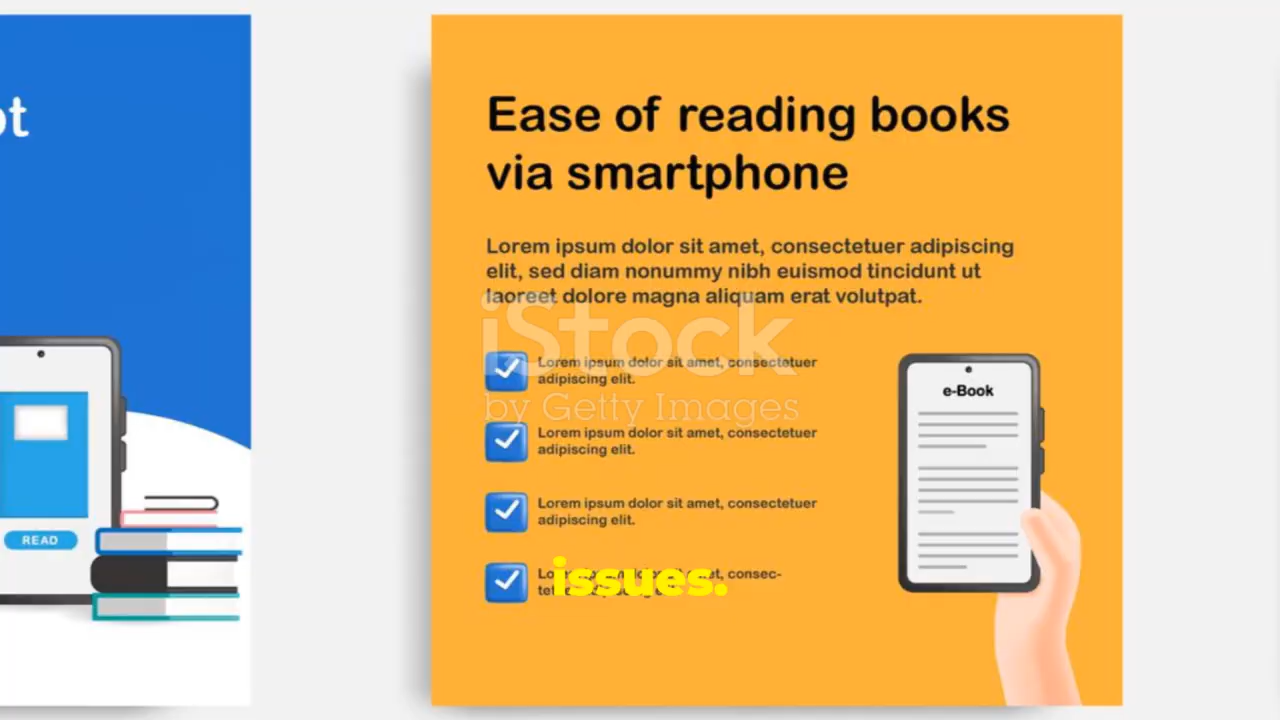 ot
READ
Ease of reading books
via smartphone
Lorem ipsum dolor sit amet, consectetuer adipiscing
elit, sed diam nonummy nibh euismod tincidunt ut
laoreet dolore magna aliquam erat volutpat.
iStock
by Getty Images
Lorem ipsum dolor sit amet, consectetuer
adipiscing elit.
Lorem ipsum dolor sit amet, consectetuer
adipiscing elit.
Lorem ipsum dolor sit amet, consectetuer
adipiscing elit.
consec-
issues.
e-Book